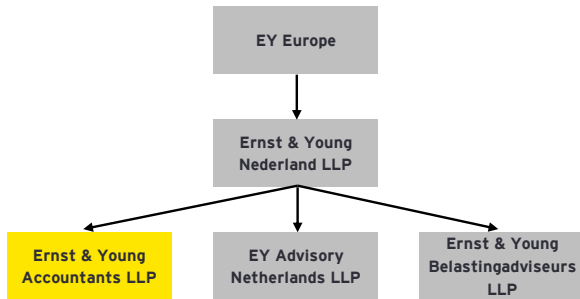 EY Europe
Ernst & Young
Nederland LLP
Ernst & Young
Accountants LLP
EY Advisory
Netherlands LLP
Ernst & Young
Belastingadviseurs
LLP